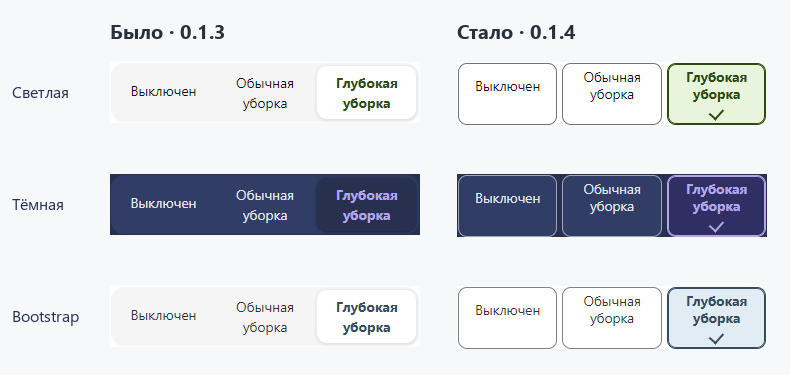 Было · 0.1.3
Стало · 0.1.4
Светлая
Выключен
Обычная
уборка
Глубокая
уборка
Выключен
Обычная
уборка
Глубокая
уборка
Тёмная
Выключен
Обычная
уборка
Глубокая
уборка
Выключен
Обычная
уборка
Глубокая
уборка
Bootstrap
Выключен
Обычная
уборка
Глубокая
уборка
Выключен
Обычная
уборка
Глубокая
уборка